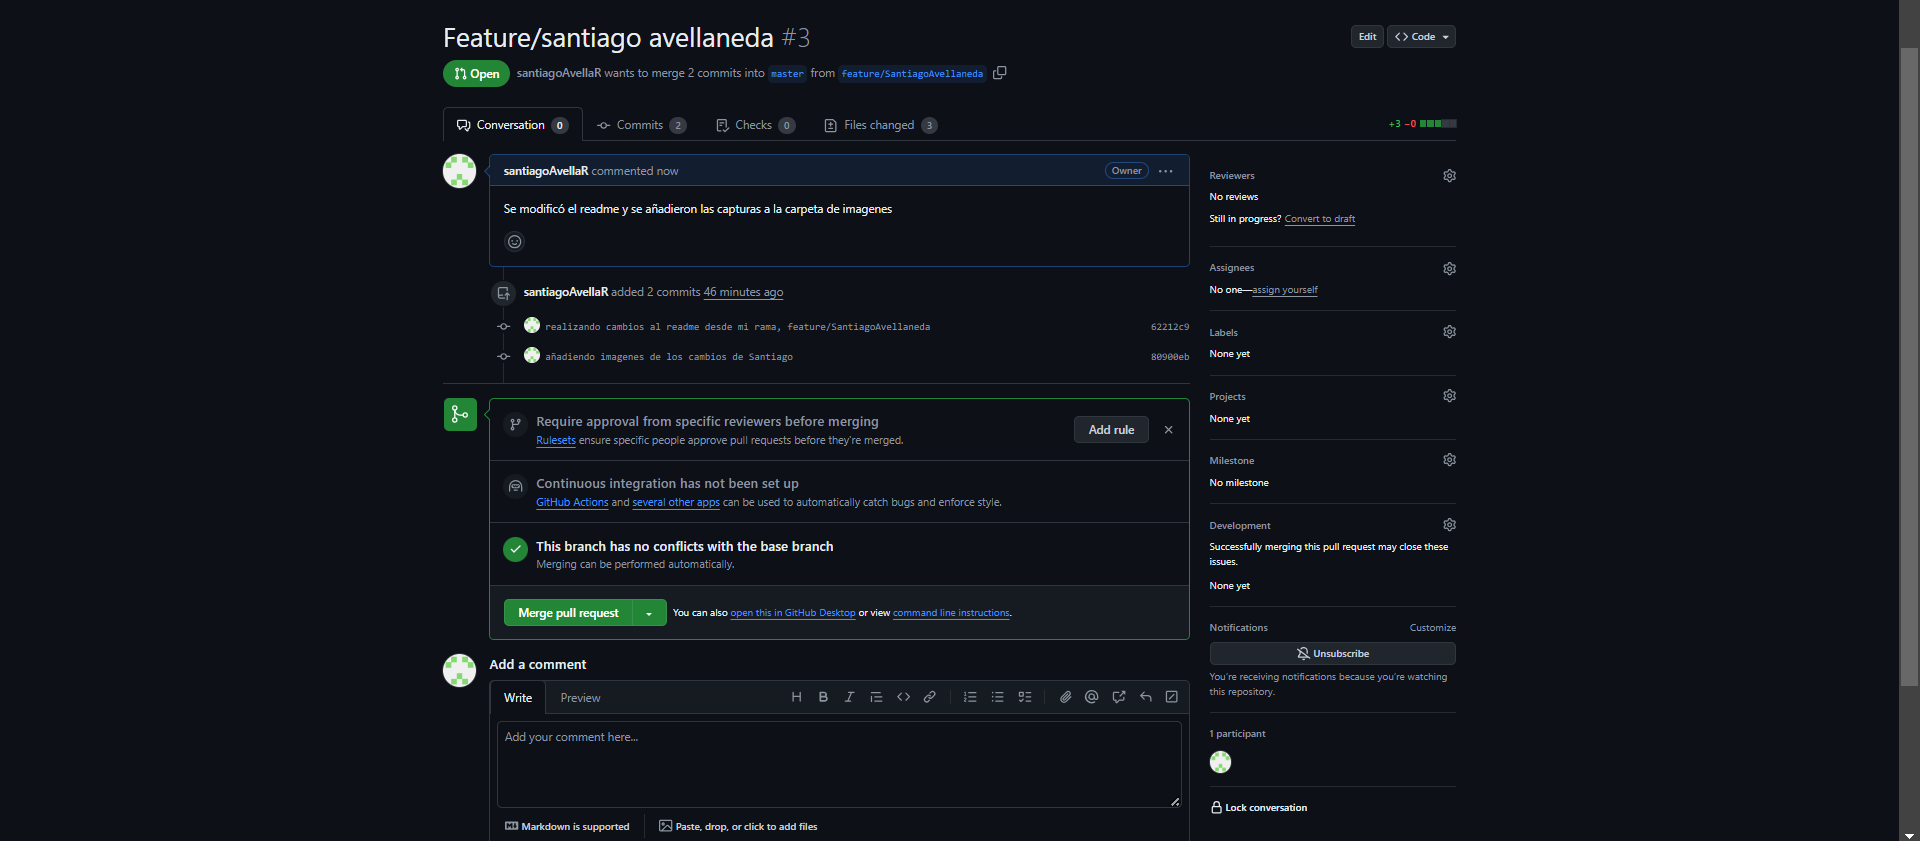 Feature/santiago avellaneda #3
Edit
Code
Open
santiagoAvellaR wants to merge 2 commits into master from feature/SantiagoAvellaneda
Conversation 0
Commits 2
Checks 0
Files changed 3
+3 −0
santiagoAvellaR commented now
Owner
Se modificó el readme y se añadieron las capturas a la carpeta de imagenes
santiagoAvellaR added 2 commits 46 minutes ago
realizando cambios al readme desde mi rama, feature/SantiagoAvellaneda
62212c9
añadiendo imagenes de los cambios de Santiago
80900eb
Require approval from specific reviewers before merging
Rulesets ensure specific people approve pull requests before they're merged.
Add rule
Continuous integration has not been set up
GitHub Actions and several other apps can be used to automatically catch bugs and enforce style.
This branch has no conflicts with the base branch
Merging can be performed automatically.
Merge pull request
You can also open this in GitHub Desktop or view command line instructions.
Add a comment
Write
Preview
Add your comment here...
Markdown is supported
Paste, drop, or click to add files
Reviewers
No reviews
Still in progress? Convert to draft
Assignees
No one—assign yourself
Labels
None yet
Projects
None yet
Milestone
No milestone
Development
Successfully merging this pull request may close these
issues.
None yet
Notifications
Customize
Unsubscribe
You're receiving notifications because you're watching
this repository.
1 participant
Lock conversation